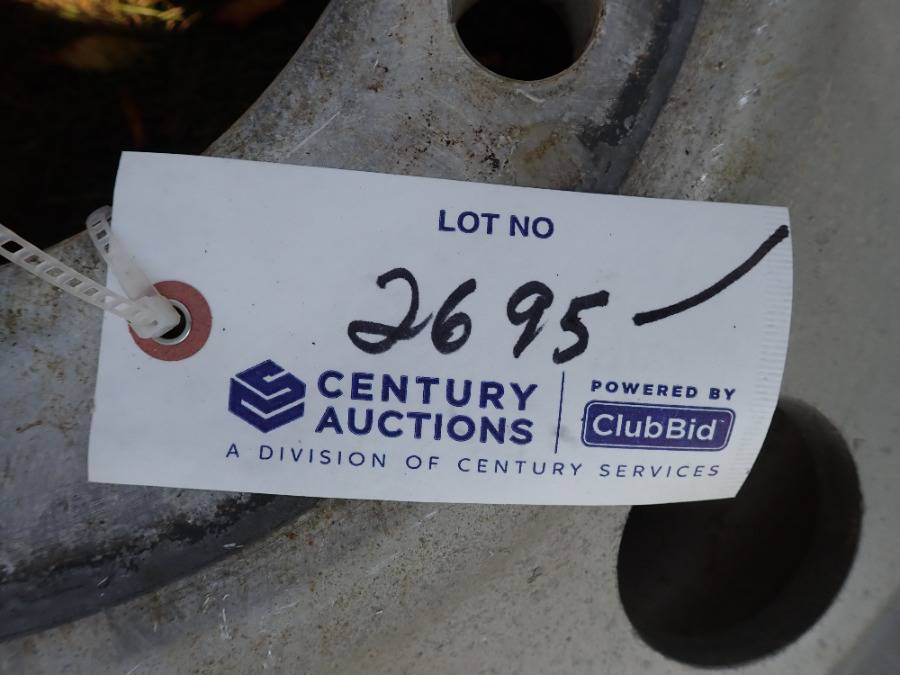 LOT NO
2695
CENTURY
AUCTIONS
POWERED BY
ClubBid
A DIVISION OF CENTURY SERVICES